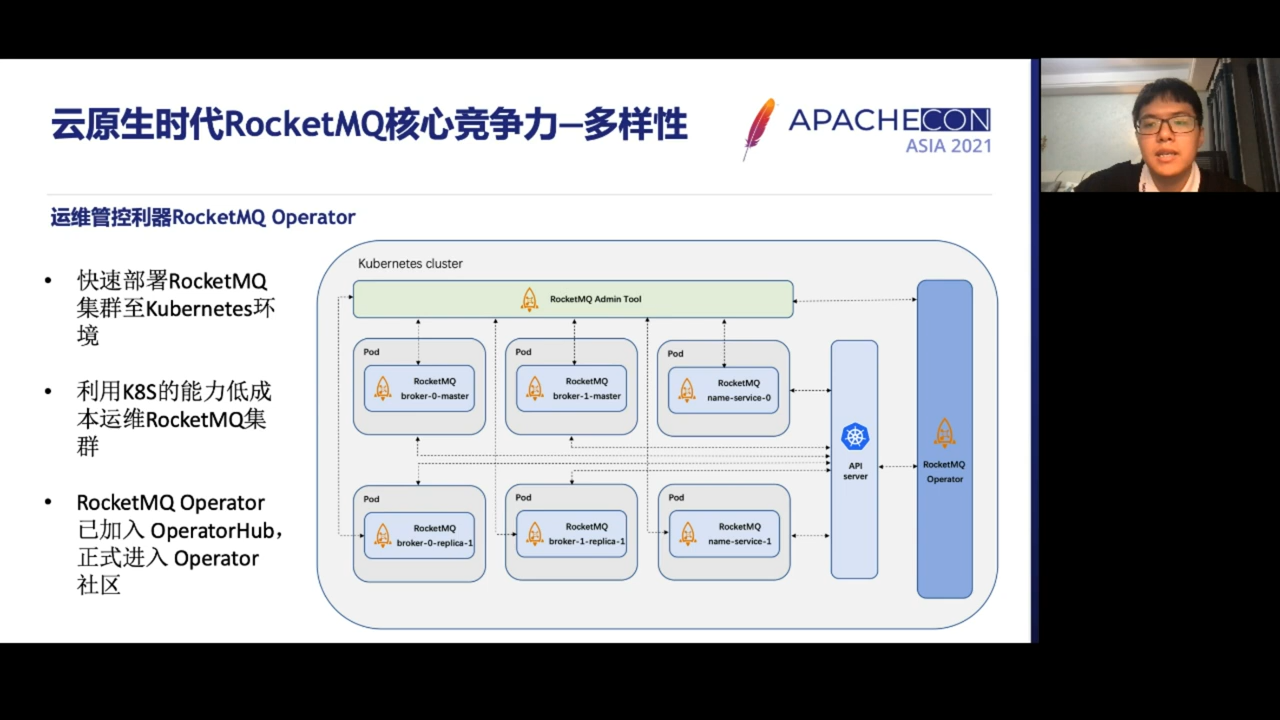 云原生时代RocketMQ核心竞争力—多样性
APACHECON
ASIA 2021
运维管控利器RocketMQ Operator
• 快速部署RocketMQ
集群至Kubernetes环
境
• 利用K8S的能力低成
本运维RocketMQ集
群
• RocketMQ Operator
已加入 OperatorHub，
正式进入 Operator
社区
Kubernetes cluster
RocketMQ Admin Tool
Pod
RocketMQ
broker-0-master
Pod
RocketMQ
broker-1-master
Pod
RocketMQ
name-service-0
Pod
RocketMQ
broker-0-replica-1
Pod
RocketMQ
broker-1-replica-1
Pod
RocketMQ
name-service-1
API
server
RocketMQ
Operator